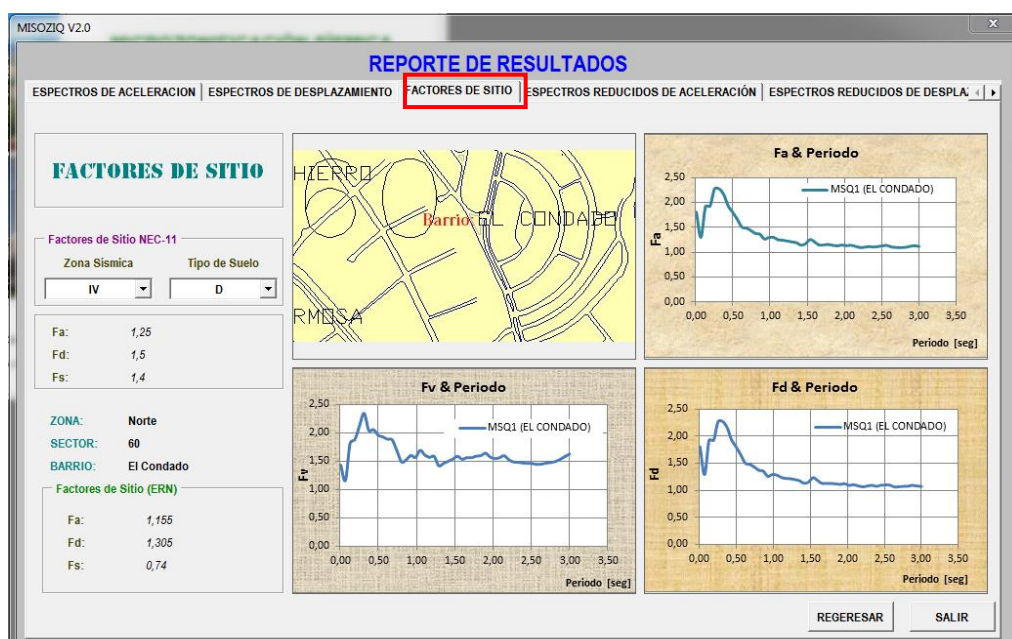 MISOZIQ V2.0
REPORTE DE RESULTADOS
ESPECTROS DE ACELERACION
ESPECTROS DE DESPLAZAMIENTO
FACTORES DE SITIO
ESPECTROS REDUCIDOS DE ACELERACIÓN
ESPECTROS REDUCIDOS DE DESPLA
FACTORES DE SITIO
Factores de Sitio NEC-11
Zona Sismica
Tipo de Suelo
IV
D
Fa: 1,25
Fd: 1,5
Fs: 1,4
ZONA: Norte
SECTOR: 60
BARRIO: El Condado
Factores de Sitio (ERN)
Fa: 1,155
Fd: 1,305
Fs: 0,74
HIERRO
Barrio: EL CONDADO
RMOSA
Fa & Periodo
MSQ1 (EL CONDADO)
Fa
2,50
2,00
1,50
1,00
0,50
0,00
0,00 0,50 1,00 1,50 2,00 2,50 3,00 3,50
Periodo [seg]
Fv & Periodo
MSQ1 (EL CONDADO)
Fv
2,50
2,00
1,50
1,00
0,50
0,00
0,00 0,50 1,00 1,50 2,00 2,50 3,00 3,50
Periodo [seg]
Fd & Periodo
MSQ1 (EL CONDADO)
Fd
2,50
2,00
1,50
1,00
0,50
0,00
0,00 0,50 1,00 1,50 2,00 2,50 3,00 3,50
Periodo [seg]
REGERESAR
SALIR